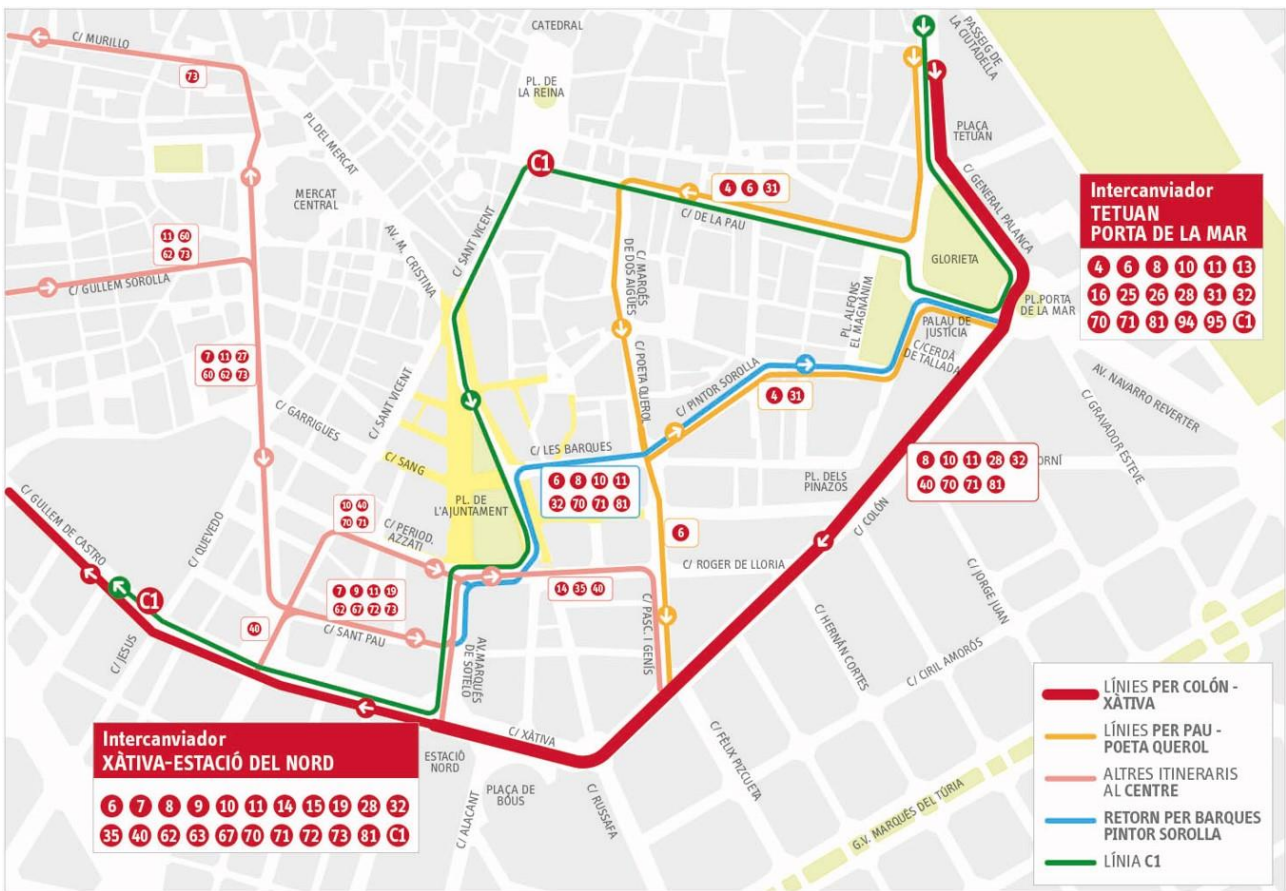 C/ MURILLO
73
CATEDRAL
PL. DE
LA REINA
PL.DEL MERCAT
MERCAT
CENTRAL
AV. M. CRISTINA
C/ SANT VICENT
C1
4 6 31
C/ DE LA PAU
PASSEIG DE
LA CIUTADELLA
PLAÇA
TETUAN
C/ GENERAL PALANCA
GLORIETA
PL.PORTA
DE LA MAR
Intercanviador
TETUAN
PORTA DE LA MAR
4 6 8 10 11 13
16 25 26 28 31 32
70 71 81 94 95 C1
11 60
62 73
C/ GULLEM SOROLLA
7 11 27
60 62 73
C/ MARQÈS
DE DOS AIGÜES
C/ POETA QUEROL
PL. ALFONS
EL MAGNÀNIM
PALAU DE
JUSTÍCIA
C/CERDÀ
DE TALLADA
C/ PINTOR SOROLLA
4 31
AV. NAVARRO REVERTER
C/ GRAVADOR ESTEVE
C/ GARRIGUES
C/ SANT VICENT
C/ SANG
C/ LES BARQUES
6 8 10 11
32 70 71 81
PL. DE
L'AJUNTAMENT
PL. DELS
PINAZOS
8 10 11 28 32
40 70 71 81
ORNÍ
C/ COLÓN
C/ GULLEM DE CASTRO
C/ QUEVEDO
10 40
70 71
C/ PERIOD.
AZZATI
6
C/ ROGER DE LLORIA
7 9 11 19
62 67 72 73
14 35 40
C/ PASC. I GENÍS
C/ JORGE JUAN
C/ HERNÁN CORTES
C/ CIRIL AMORÓS
C1
40
C/ SANT PAU
C/ JESUS
AV.MARQUÉS
DE SOTELO
C/ XÀTIVA
ESTACIÓ
NORD
PLAÇA DE
BOUS
C/ ALACANT
C/ RUSSAFA
C/ FÈLIX PIZCUETA
G.V. MARQUÈS DEL TÚRIA
Intercanviador
XÀTIVA-ESTACIÓ DEL NORD
6 7 8 9 10 11 14 15 19 28 32
35 40 62 63 67 70 71 72 73 81 C1
LÍNIES PER COLÓN -
XÀTIVA
LÍNIES PER PAU -
POETA QUEROL
ALTRES ITINERARIS
AL CENTRE
RETORN PER BARQUES
PINTOR SOROLLA
LÍNIA C1